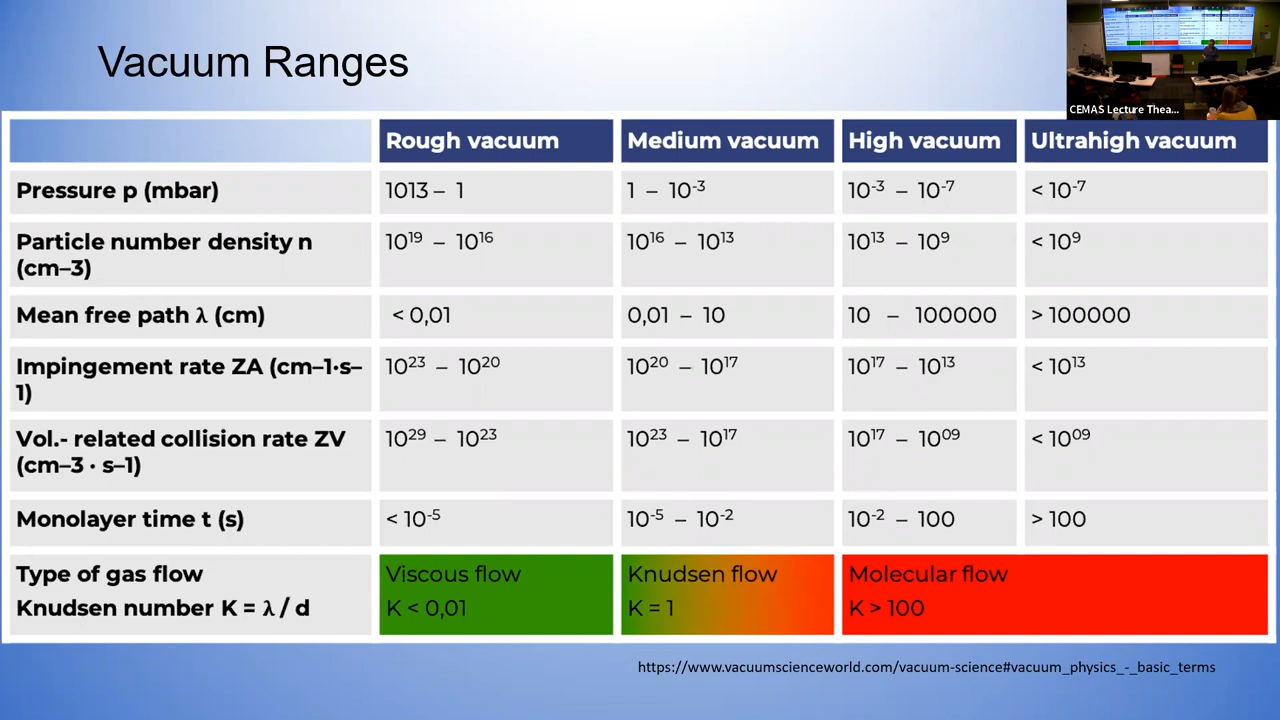 Vacuum Ranges
CEMAS Lecture Thea...
Rough vacuum Medium vacuum High vacuum Ultrahigh vacuum
Pressure p (mbar) 1013 – 1 1 – 10⁻³ 10⁻³ – 10⁻⁷ < 10⁻⁷
Particle number density n 10¹⁹ – 10¹⁶ 10¹⁶ – 10¹³ 10¹³ – 10⁹ < 10⁹
(cm–3)
Mean free path λ (cm) < 0,01 0,01 – 10 10 – 100000 > 100000
Impingement rate ZA (cm–1·s– 10²³ – 10²⁰ 10²⁰ – 10¹⁷ 10¹⁷ – 10¹³ < 10¹³
1)
Vol.- related collision rate ZV 10²⁹ – 10²³ 10²³ – 10¹⁷ 10¹⁷ – 10⁰⁹ < 10⁰⁹
(cm–3 · s–1)
Monolayer time t (s) < 10⁻⁵ 10⁻⁵ – 10⁻² 10⁻² – 100 > 100
Type of gas flow Viscous flow Knudsen flow Molecular flow
Knudsen number K = λ / d K < 0,01 K = 1 K > 100
https://www.vacuumscienceworld.com/vacuum-science#vacuum_physics_-_basic_terms